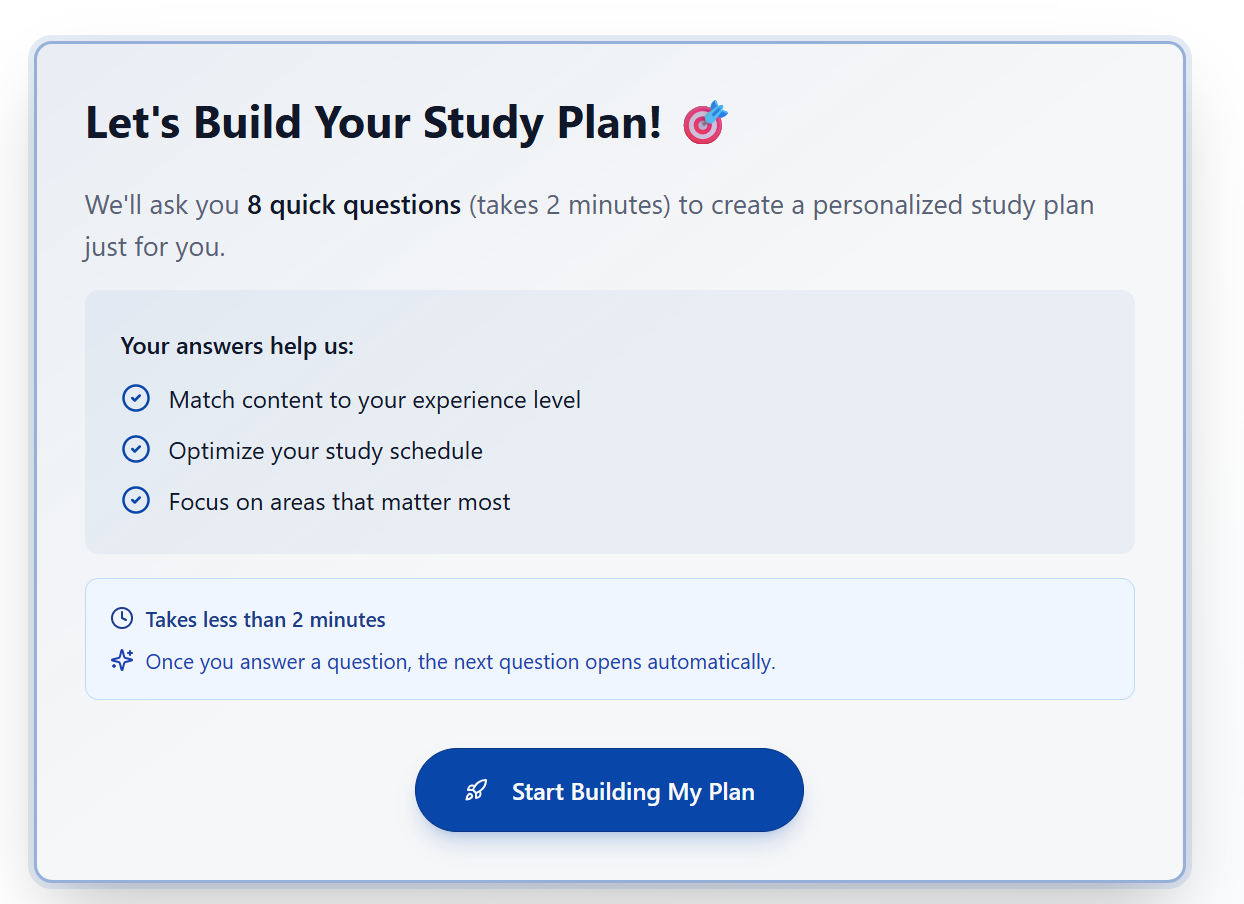 Let's Build Your Study Plan!
We'll ask you 8 quick questions (takes 2 minutes) to create a personalized study plan
just for you.
Your answers help us:
Match content to your experience level
Optimize your study schedule
Focus on areas that matter most
Takes less than 2 minutes
Once you answer a question, the next question opens automatically.
Start Building My Plan